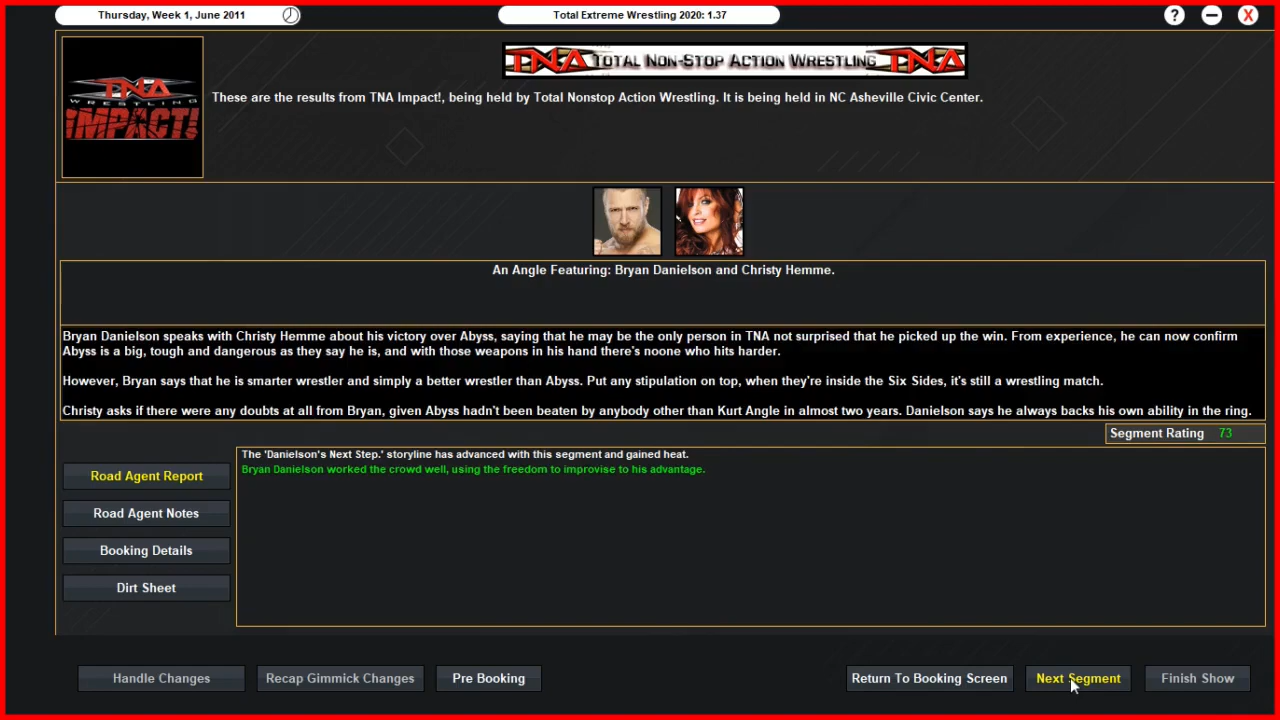 Thursday, Week 1, June 2011
Total Extreme Wrestling 2020: 1.37
?
X
TNA
WRESTLING
iMPACT!
TNA TOTAL NON-STOP ACTION WRESTLING TNA
These are the results from TNA Impact!, being held by Total Nonstop Action Wrestling. It is being held in NC Asheville Civic Center.
An Angle Featuring: Bryan Danielson and Christy Hemme.
Bryan Danielson speaks with Christy Hemme about his victory over Abyss, saying that he may be the only person in TNA not surprised that he picked up the win. From experience, he can now confirm
Abyss is a big, tough and dangerous as they say he is, and with those weapons in his hand there's noone who hits harder.
However, Bryan says that he is smarter wrestler and simply a better wrestler than Abyss. Put any stipulation on top, when they're inside the Six Sides, it's still a wrestling match.
Christy asks if there were any doubts at all from Bryan, given Abyss hadn't been beaten by anybody other than Kurt Angle in almost two years. Danielson says he always backs his own ability in the ring.
Segment Rating 73
The 'Danielson's Next Step.' storyline has advanced with this segment and gained heat.
Bryan Danielson worked the crowd well, using the freedom to improvise to his advantage.
Road Agent Report
Road Agent Notes
Booking Details
Dirt Sheet
Handle Changes
Recap Gimmick Changes
Pre Booking
Return To Booking Screen
Next Segment
Finish Show